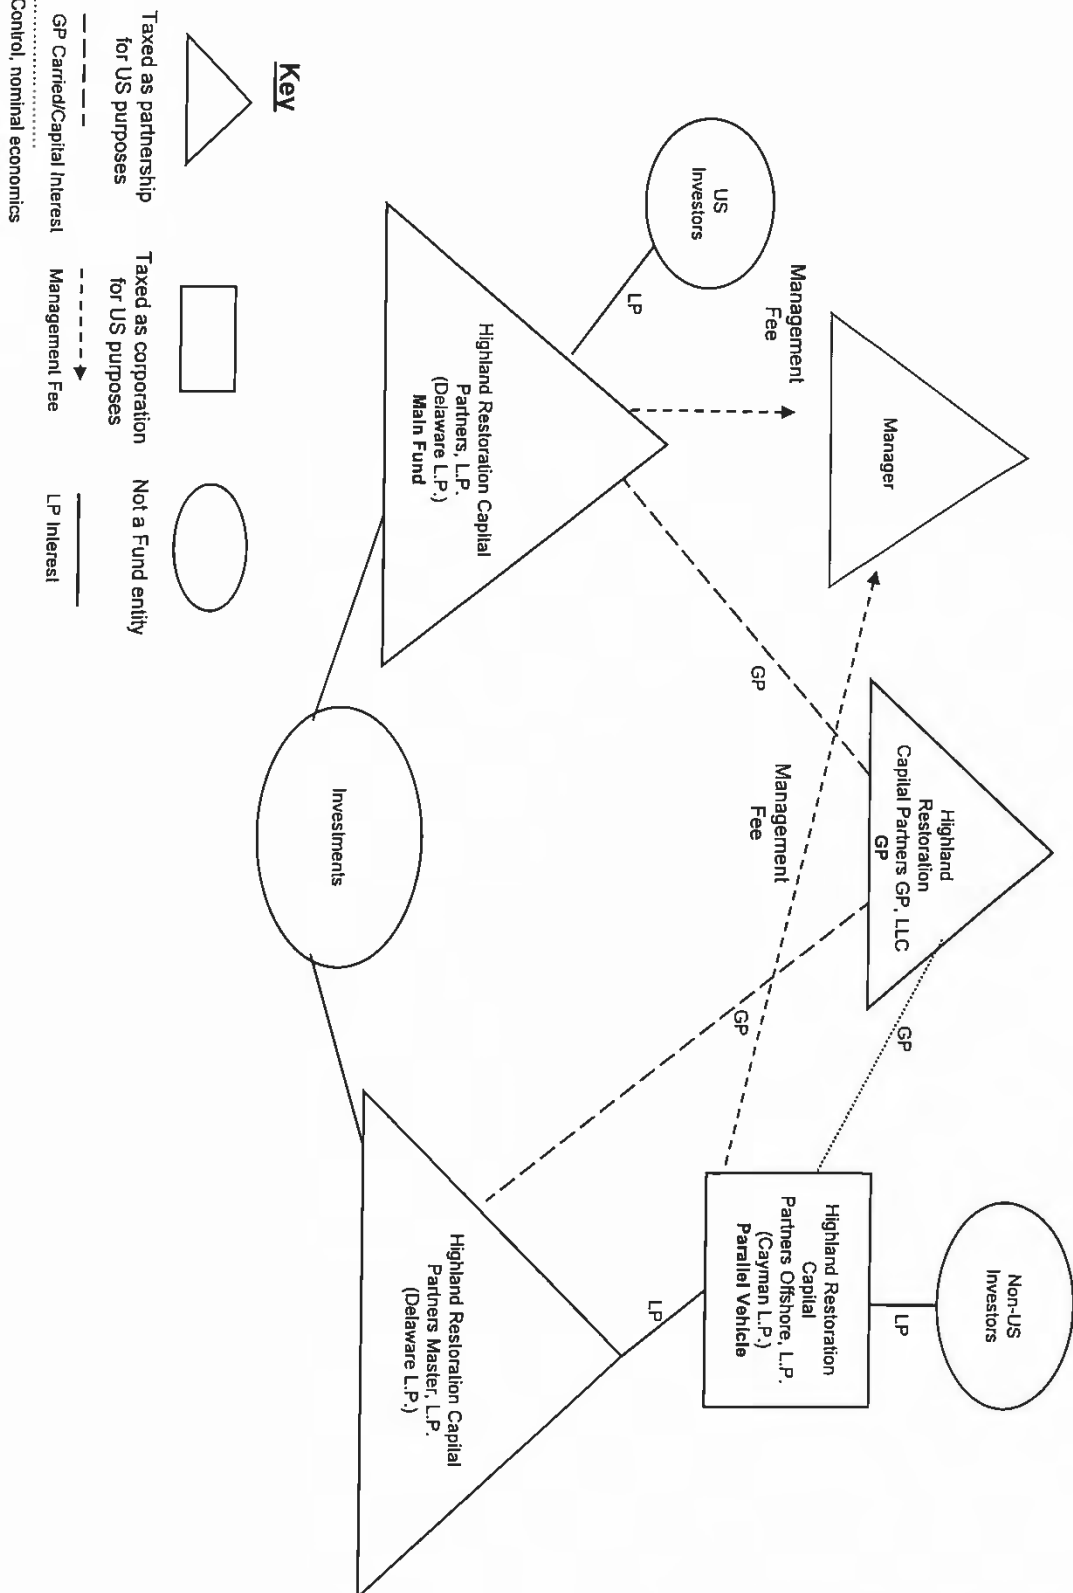 US
Investors
LP
Management
Fee
Manager
Highland Restoration Capital
Partners, L.P.
(Delaware L.P.)
Main Fund
GP
Highland
Restoration
Capital Partners GP, LLC
GP
Management
Fee
GP
GP
Non-US
Investors
LP
Highland Restoration
Capital
Partners Offshore, L.P.
(Cayman L.P.)
Parallel Vehicle
LP
Highland Restoration Capital
Partners Master, L.P.
(Delaware L.P.)
Investments
Key
Taxed as partnership
for US purposes
Taxed as corporation
for US purposes
Not a Fund entity
GP Carried/Capital Interest
Management Fee
LP Interest
Control, nominal economics